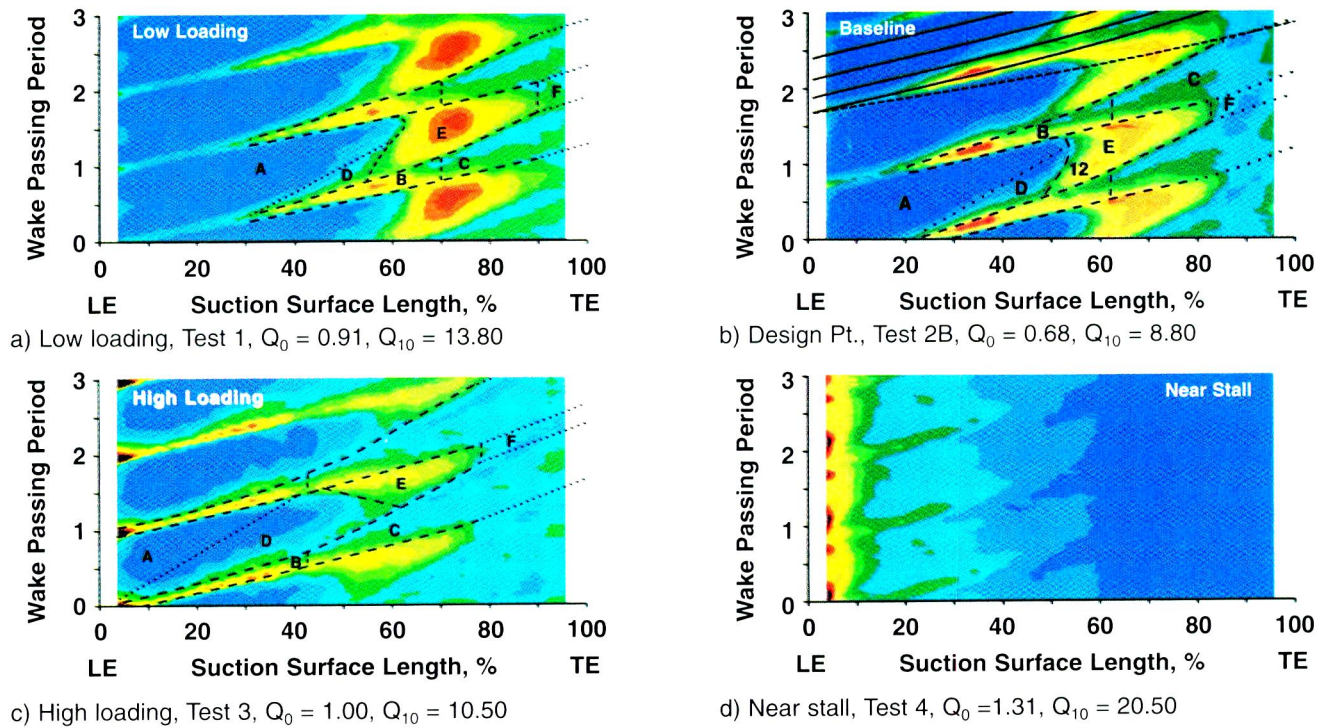 Low Loading
Wake Passing Period
3
2
1
0
A
B
C
D
E
F
0 20 40 60 80 100
LE Suction Surface Length, % TE
a) Low loading, Test 1, Q₀ = 0.91, Q₁₀ = 13.80
Baseline
Wake Passing Period
3
2
1
0
A
B
C
D
E
F
12
0 20 40 60 80 100
LE Suction Surface Length, % TE
b) Design Pt., Test 2B, Q₀ = 0.68, Q₁₀ = 8.80
High Loading
Wake Passing Period
3
2
1
0
A
B
C
D
E
F
0 20 40 60 80 100
LE Suction Surface Length, % TE
c) High loading, Test 3, Q₀ = 1.00, Q₁₀ = 10.50
Near Stall
Wake Passing Period
3
2
1
0
0 20 40 60 80 100
LE Suction Surface Length, % TE
d) Near stall, Test 4, Q₀ =1.31, Q₁₀ = 20.50